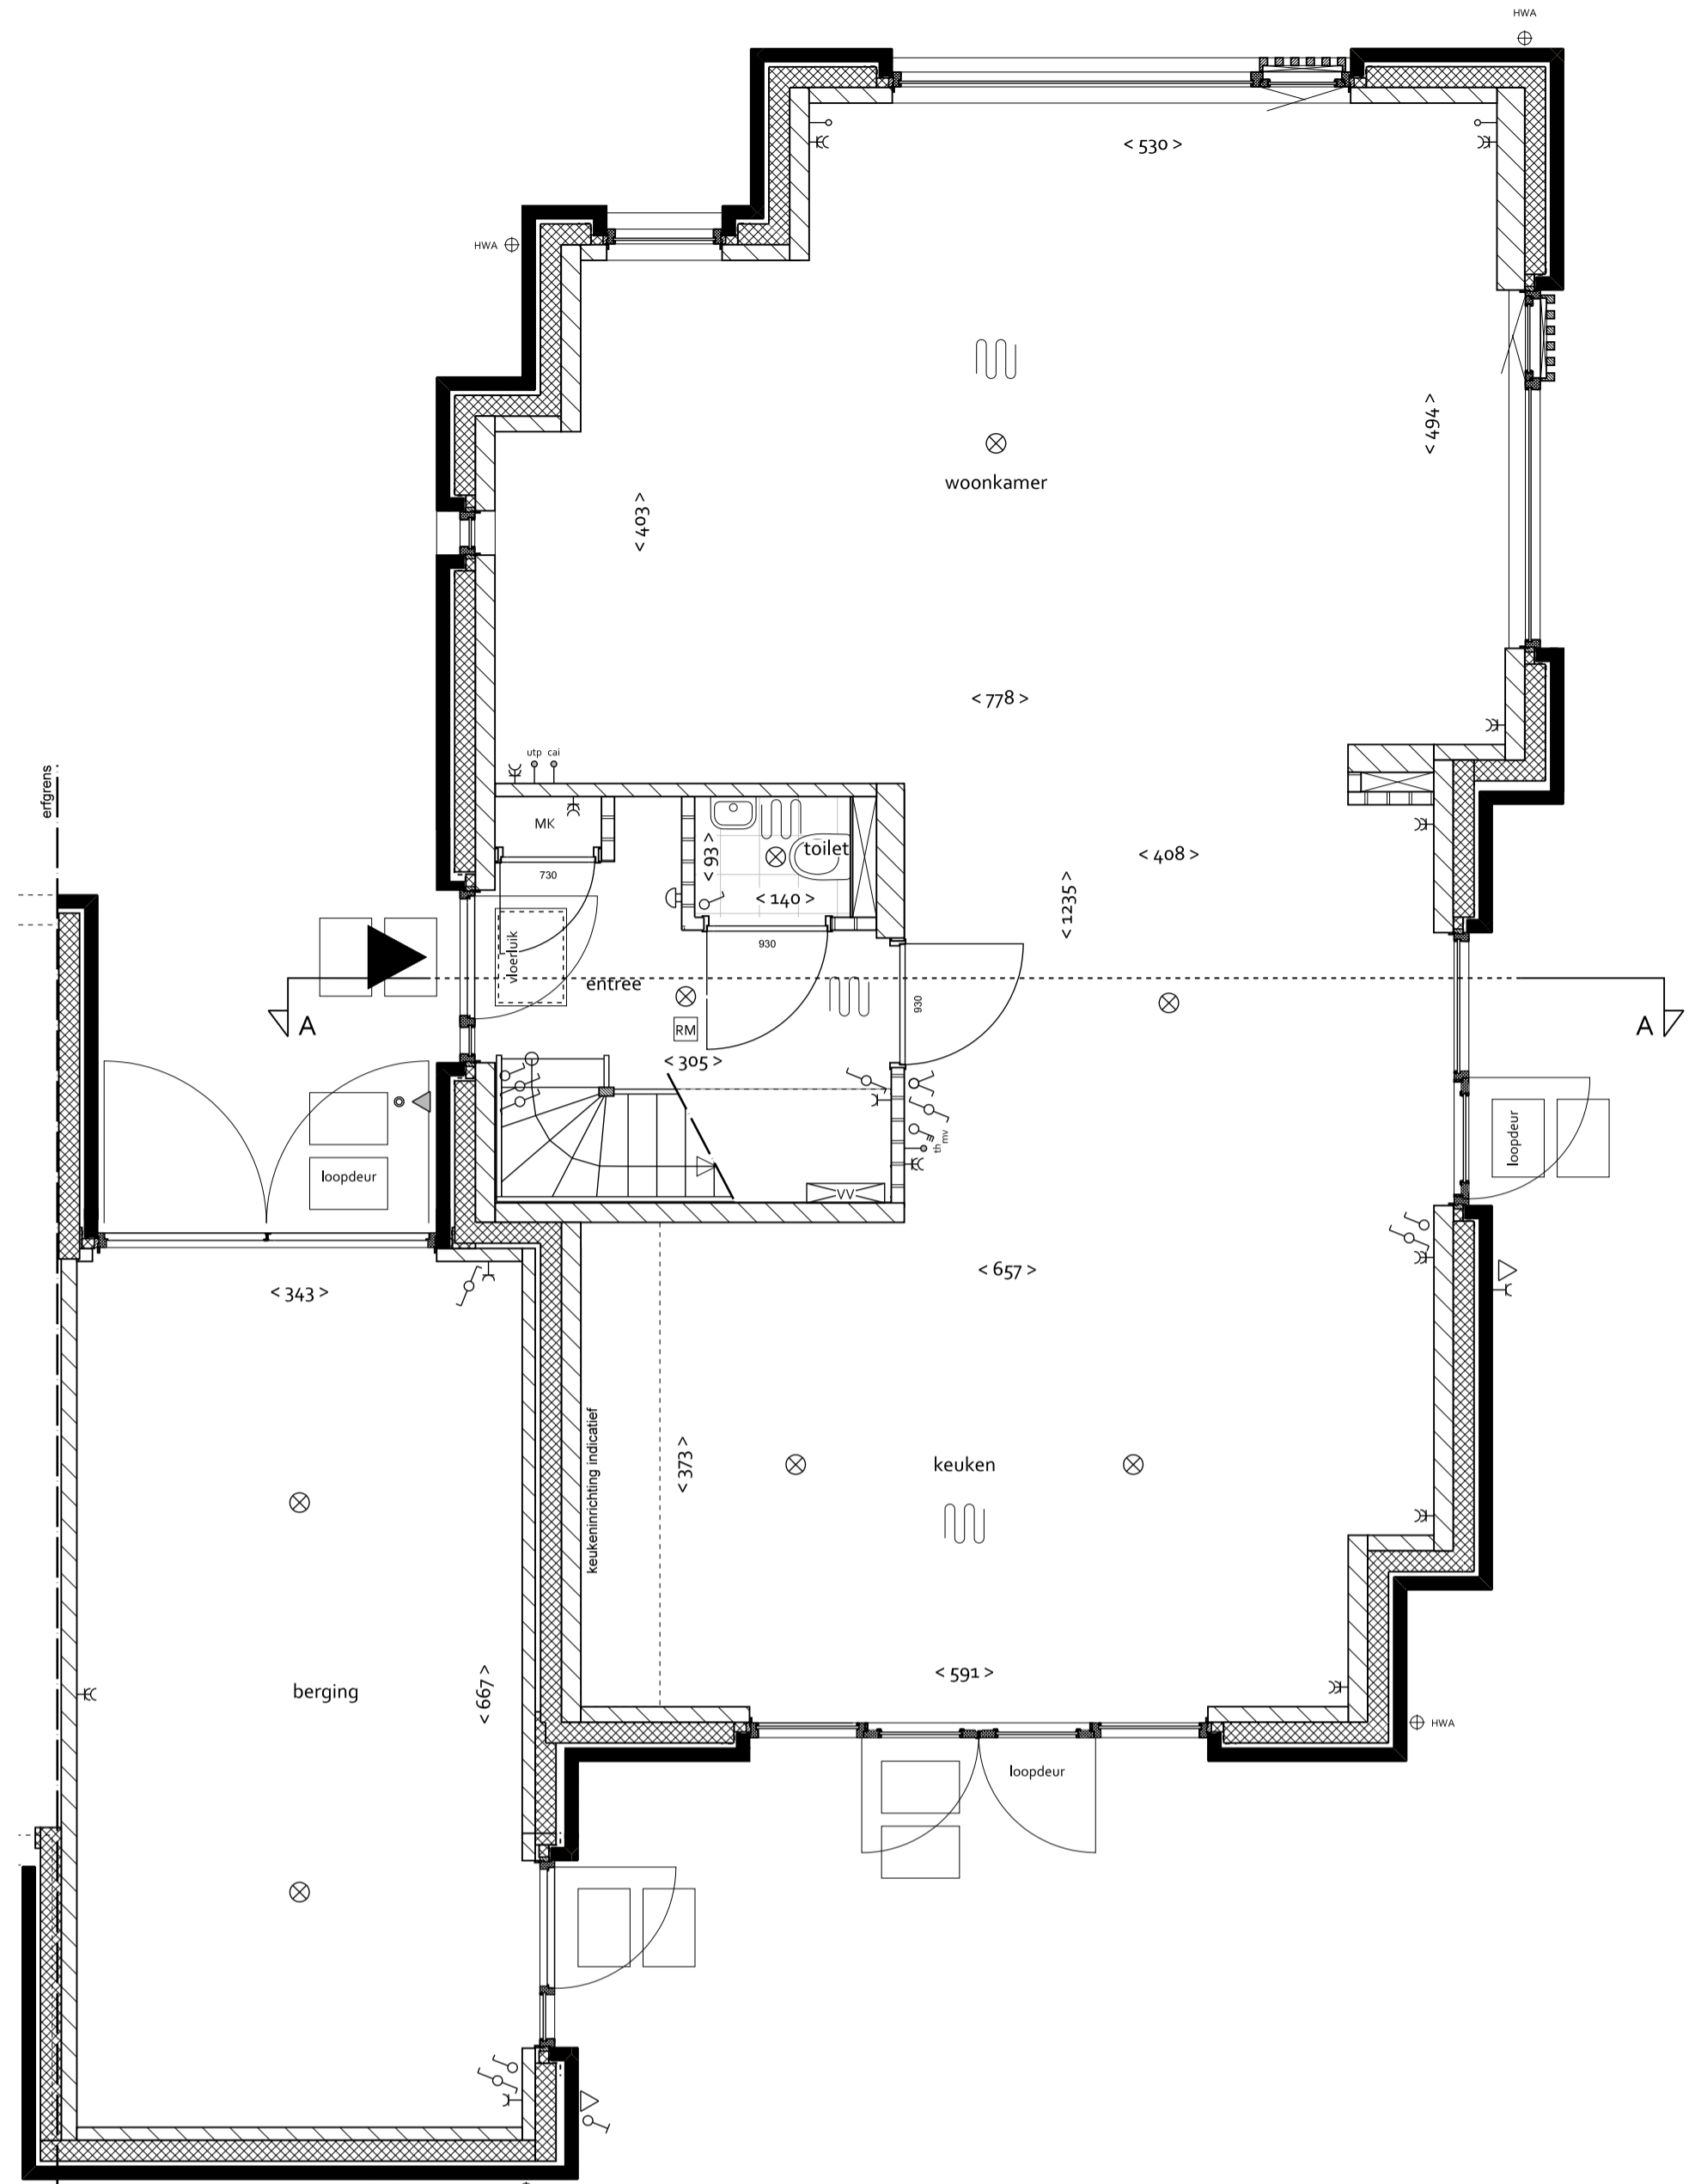 HWA
< 530 >
HWA
< 494 >
woonkamer
< 403 >
< 778 >
utp cai
erfgrens
MK
toilet
< 93 >
< 408 >
730
< 140 >
< 1235 >
vloerluik
930
entree
930
A
RM
A
< 305 >
loopdeur
th mv
loopdeur
VV
< 343 >
< 657 >
keukeninrichting indicatief
< 373 >
keuken
< 591 >
berging
< 667 >
HWA
loopdeur